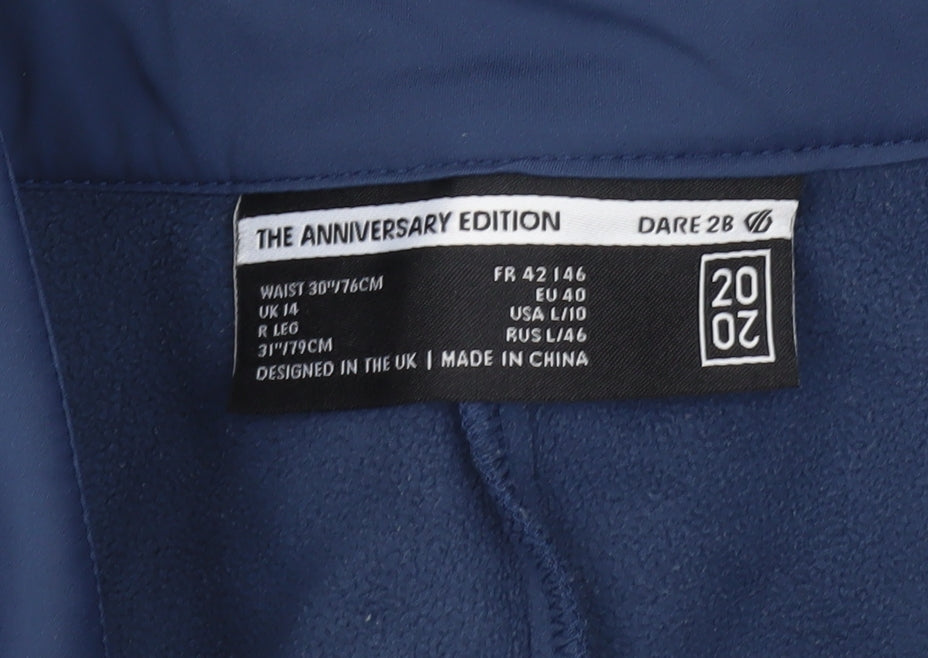 THE ANNIVERSARY EDITION DARE 2B
WAIST 30"/76CM
UK 14
R LEG
31"/79CM
FR 42 I 46
EU 40
USA L/10
RUS L/46
DESIGNED IN THE UK | MADE IN CHINA
20
20